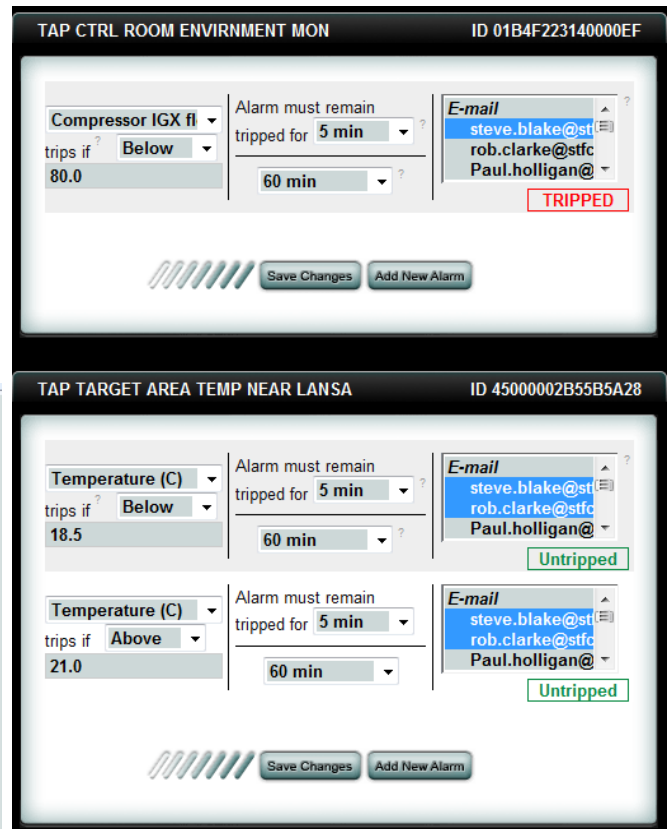 TAP CTRL ROOM ENVIRNMENT MON ID 01B4F223140000EF
Compressor IGX fl
trips if ? Below
80.0
Alarm must remain
tripped for 5 min ?
60 min ?
E-mail ?
steve.blake@st
rob.clarke@stfc
Paul.holligan@
TRIPPED
Save Changes Add New Alarm
TAP TARGET AREA TEMP NEAR LANSA ID 45000002B55B5A28
Temperature (C)
trips if ? Below
18.5
Alarm must remain
tripped for 5 min ?
60 min ?
E-mail ?
steve.blake@st
rob.clarke@stfc
Paul.holligan@
Untripped
Temperature (C)
trips if Above
21.0
Alarm must remain
tripped for 5 min
60 min
E-mail
steve.blake@st
rob.clarke@stfc
Paul.holligan@
Untripped
Save Changes Add New Alarm